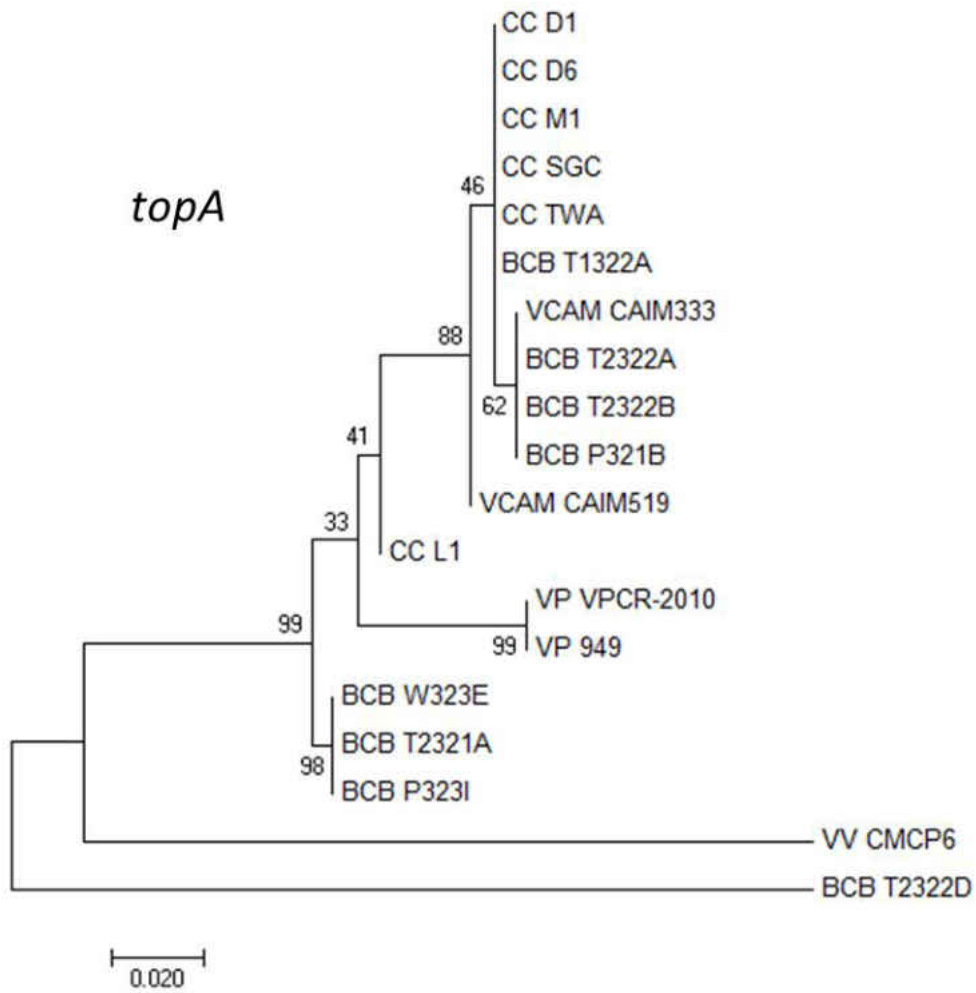 CC D1
CC D6
CC M1
CC SGC
46
topA
CC TWA
BCB T1322A
VCAM CAIM333
88
BCB T2322A
62
BCB T2322B
41
BCB P321B
VCAM CAIM519
33
CC L1
VP VPCR-2010
99
99
VP 949
BCB W323E
BCB T2321A
98
BCB P323I
VV CMCP6
BCB T2322D
0.020